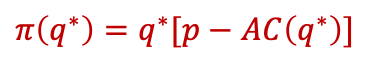 π(q*) = q*[p − AC(q*)]